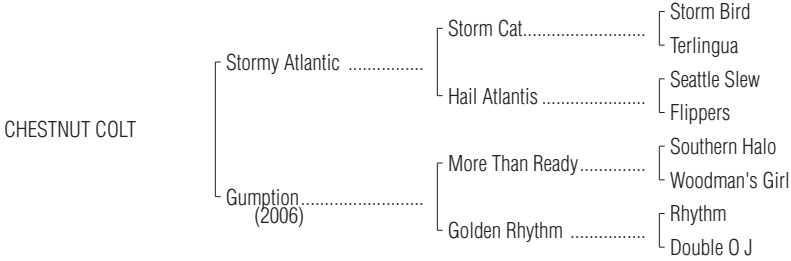 Storm Bird
Storm Cat..........................
Terlingua
Stormy Atlantic ................
Seattle Slew
Hail Atlantis ......................
Flippers
CHESTNUT COLT
Southern Halo
More Than Ready..............
Woodman's Girl
Gumption..........................
(2006)
Rhythm
Golden Rhythm ................
Double O J